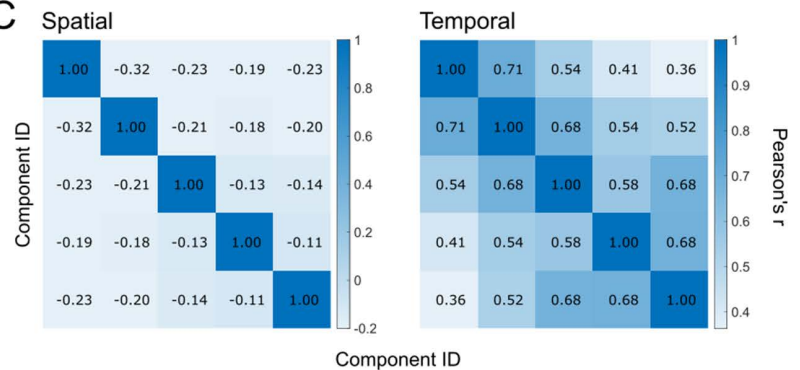 C Spatial Temporal
1.00 -0.32 -0.23 -0.19 -0.23
-0.32 1.00 -0.21 -0.18 -0.20
-0.23 -0.21 1.00 -0.13 -0.14
-0.19 -0.18 -0.13 1.00 -0.11
-0.23 -0.20 -0.14 -0.11 1.00
Component ID
1
0.8
0.6
0.4
0.2
0
-0.2
1.00 0.71 0.54 0.41 0.36
0.71 1.00 0.68 0.54 0.52
0.54 0.68 1.00 0.58 0.68
0.41 0.54 0.58 1.00 0.68
0.36 0.52 0.68 0.68 1.00
1
0.9
0.8
0.7
0.6
0.5
0.4
Pearson's r
Component ID